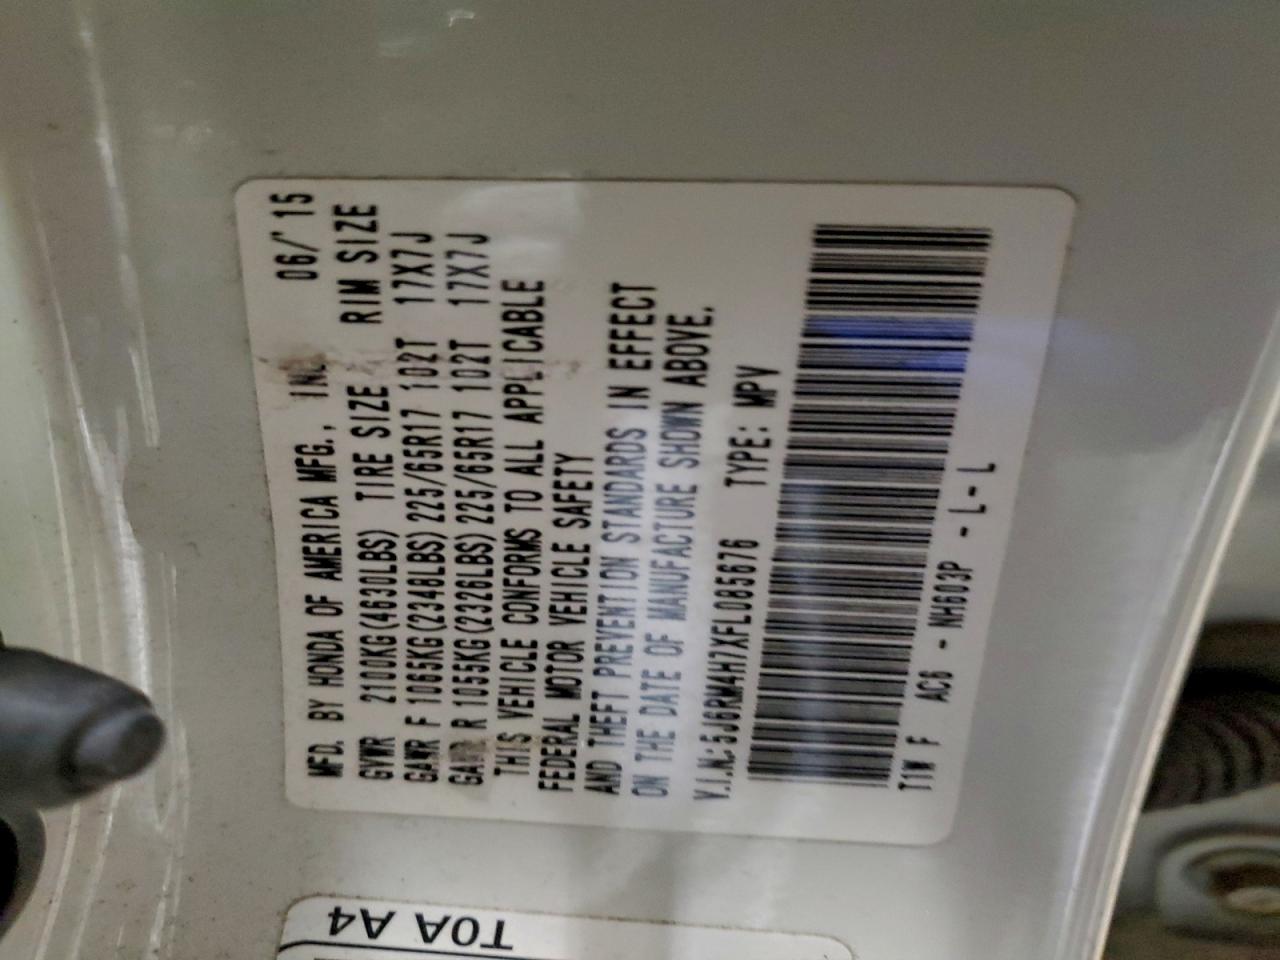 MFD. BY HONDA OF AMERICA MFG., INC 06/'15
GVWR 2100KG(4630LBS) TIRE SIZE RIM SIZE
GAWR F 1065KG(2348LBS) 225/65R17 102T 17X7J
GAWR R 1055KG(2326LBS) 225/65R17 102T 17X7J
THIS VEHICLE CONFORMS TO ALL APPLICABLE
FEDERAL MOTOR VEHICLE SAFETY
AND THEFT PREVENTION STANDARDS IN EFFECT
ON THE DATE OF MANUFACTURE SHOWN ABOVE.
V.I.N.:5J6RM4H7XFL085676 TYPE: MPV
T1W F AC6 - NH603P - L - L
T0A A4